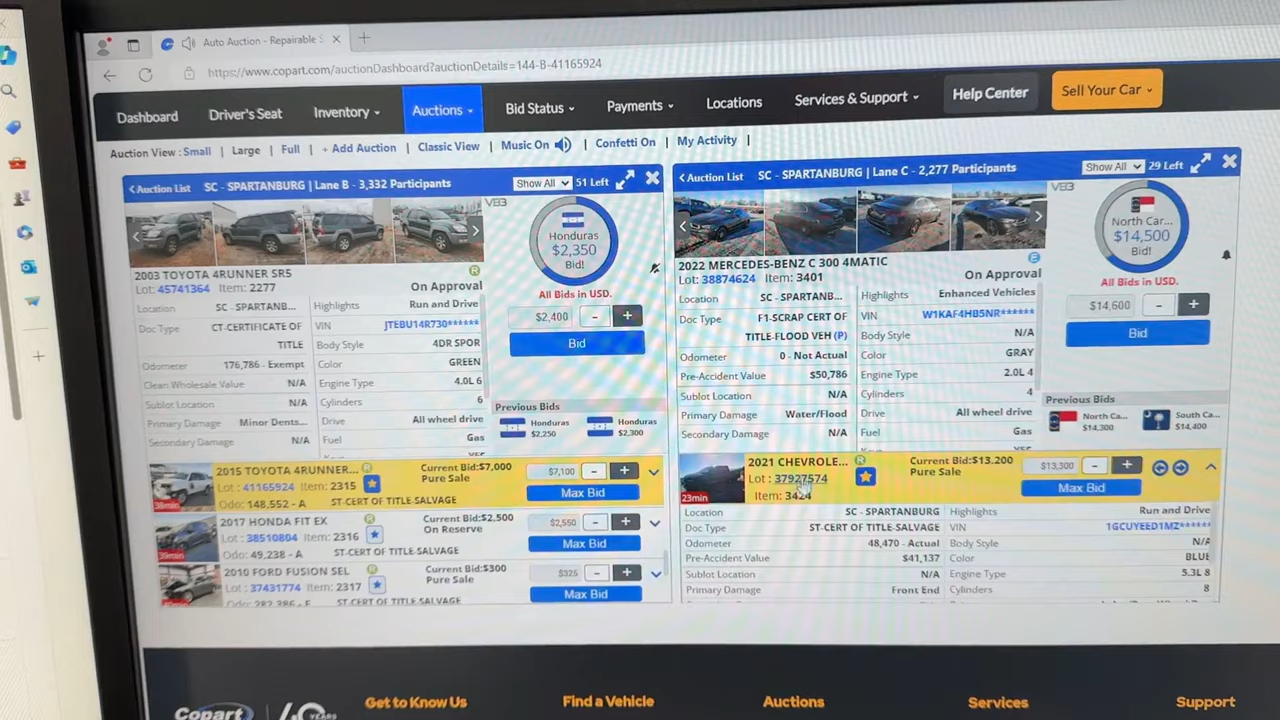 Auto Auction - Repairable
https://www.copart.com/auctionDashboard?auctionDetails=144-B-41165924
Dashboard
Driver's Seat
Inventory
Auctions
Bid Status
Payments
Locations
Services & Support
Help Center
Sell Your Car
Auction View : Small | Large | Full | + Add Auction | Classic View | Music On | Confetti On | My Activity |
Auction List SC - SPARTANBURG | Lane B - 3,332 Participants Show All 51 Left
VB3
Honduras
$2,350
Bid!
2003 TOYOTA 4RUNNER SR5
Lot: 45741364 Item: 2277
On Approval
All Bids in USD.
Location SC - SPARTANB...
Doc Type CT-CERTIFICATE OF
TITLE
Odometer 176,786 - Exempt
Clean Wholesale Value N/A
Sublot Location N/A
Primary Damage Minor Dents...
Secondary Damage N/A
Highlights Run and Drive
VIN JTEBU14R730******
Body Style 4DR SPOR
Color GREEN
Engine Type 4.0L 6
Cylinders 6
Drive All wheel drive
Fuel Gas
$2,400 - +
Bid
Previous Bids
Honduras
$2,250
Honduras
$2,300
2015 TOYOTA 4RUNNER... R
Lot : 41165924 Item: 2315
Odo: 148,552 - A ST-CERT OF TITLE-SALVAGE
38min
Current Bid:$7,000
Pure Sale
$7,100 - +
Max Bid
2017 HONDA FIT EX R
Lot : 38510804 Item: 2316
Odo: 49,238 - A ST-CERT OF TITLE-SALVAGE
39min
Current Bid:$2,500
On Reserve
$2,550 - +
Max Bid
2010 FORD FUSION SEL R
Lot : 37431774 Item: 2317
Odo: 282,386 - E ST-CERT OF TITLE-SALVAGE
Current Bid:$300
Pure Sale
$325 - +
Max Bid
Auction List SC - SPARTANBURG | Lane C - 2,277 Participants Show All 29 Left
VB3
North Car...
$14,500
Bid!
2022 MERCEDES-BENZ C 300 4MATIC
Lot: 38874624 Item: 3401
On Approval
All Bids in USD.
Location SC - SPARTANB...
Doc Type F1-SCRAP CERT OF
TITLE-FLOOD VEH (P)
Odometer 0 - Not Actual
Pre-Accident Value $50,786
Sublot Location N/A
Primary Damage Water/Flood
Secondary Damage N/A
Highlights Enhanced Vehicles
VIN W1KAF4HB5NR******
Body Style N/A
Color GRAY
Engine Type 2.0L 4
Cylinders 4
Drive All wheel drive
Fuel Gas
$14,600 - +
Bid
Previous Bids
North Ca...
$14,300
South Ca...
$14,400
2021 CHEVROLE... R
Lot : 37927574
Item: 3424
23min
Current Bid:$13,200
Pure Sale
$13,300 - +
Max Bid
Location SC - SPARTANBURG
Doc Type ST-CERT OF TITLE-SALVAGE
Odometer 48,470 - Actual
Pre-Accident Value $41,137
Sublot Location N/A
Primary Damage Front End
Highlights Run and Drive
VIN 1GCUYEED1MZ******
Body Style N/A
Color BLUE
Engine Type 5.3L 8
Cylinders 8
Copart
YEARS
Get to Know Us
Find a Vehicle
Auctions
Services
Support